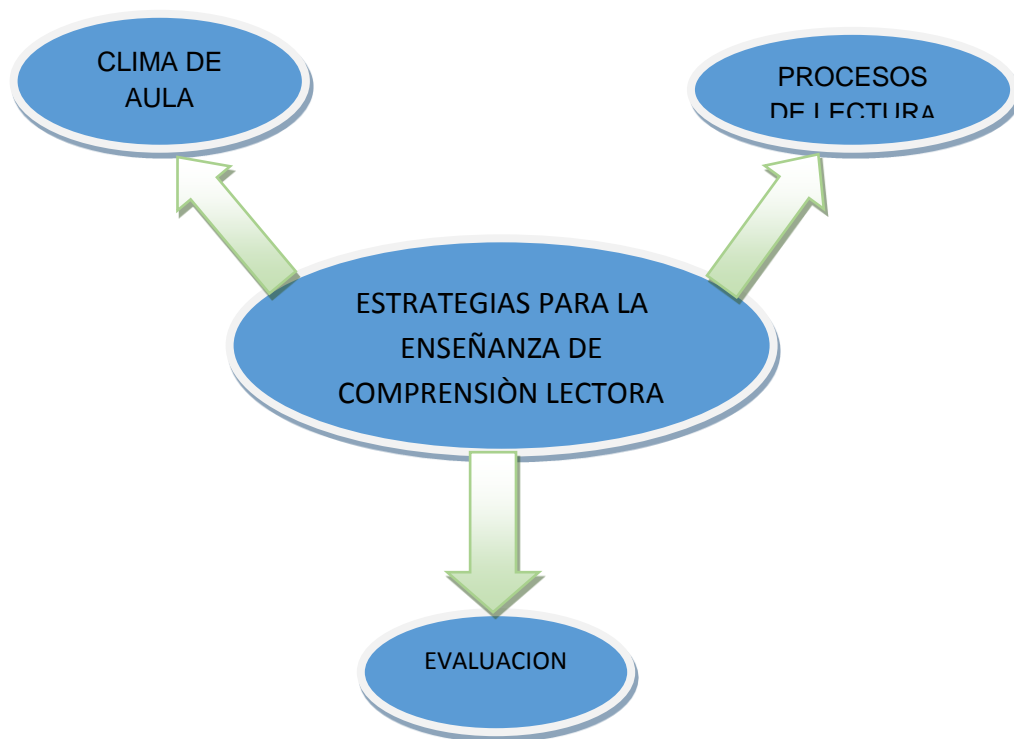 CLIMA DE
AULA
PROCESOS
DE LECTURA
ESTRATEGIAS PARA LA
ENSEÑANZA DE
COMPRENSIÒN LECTORA
EVALUACION